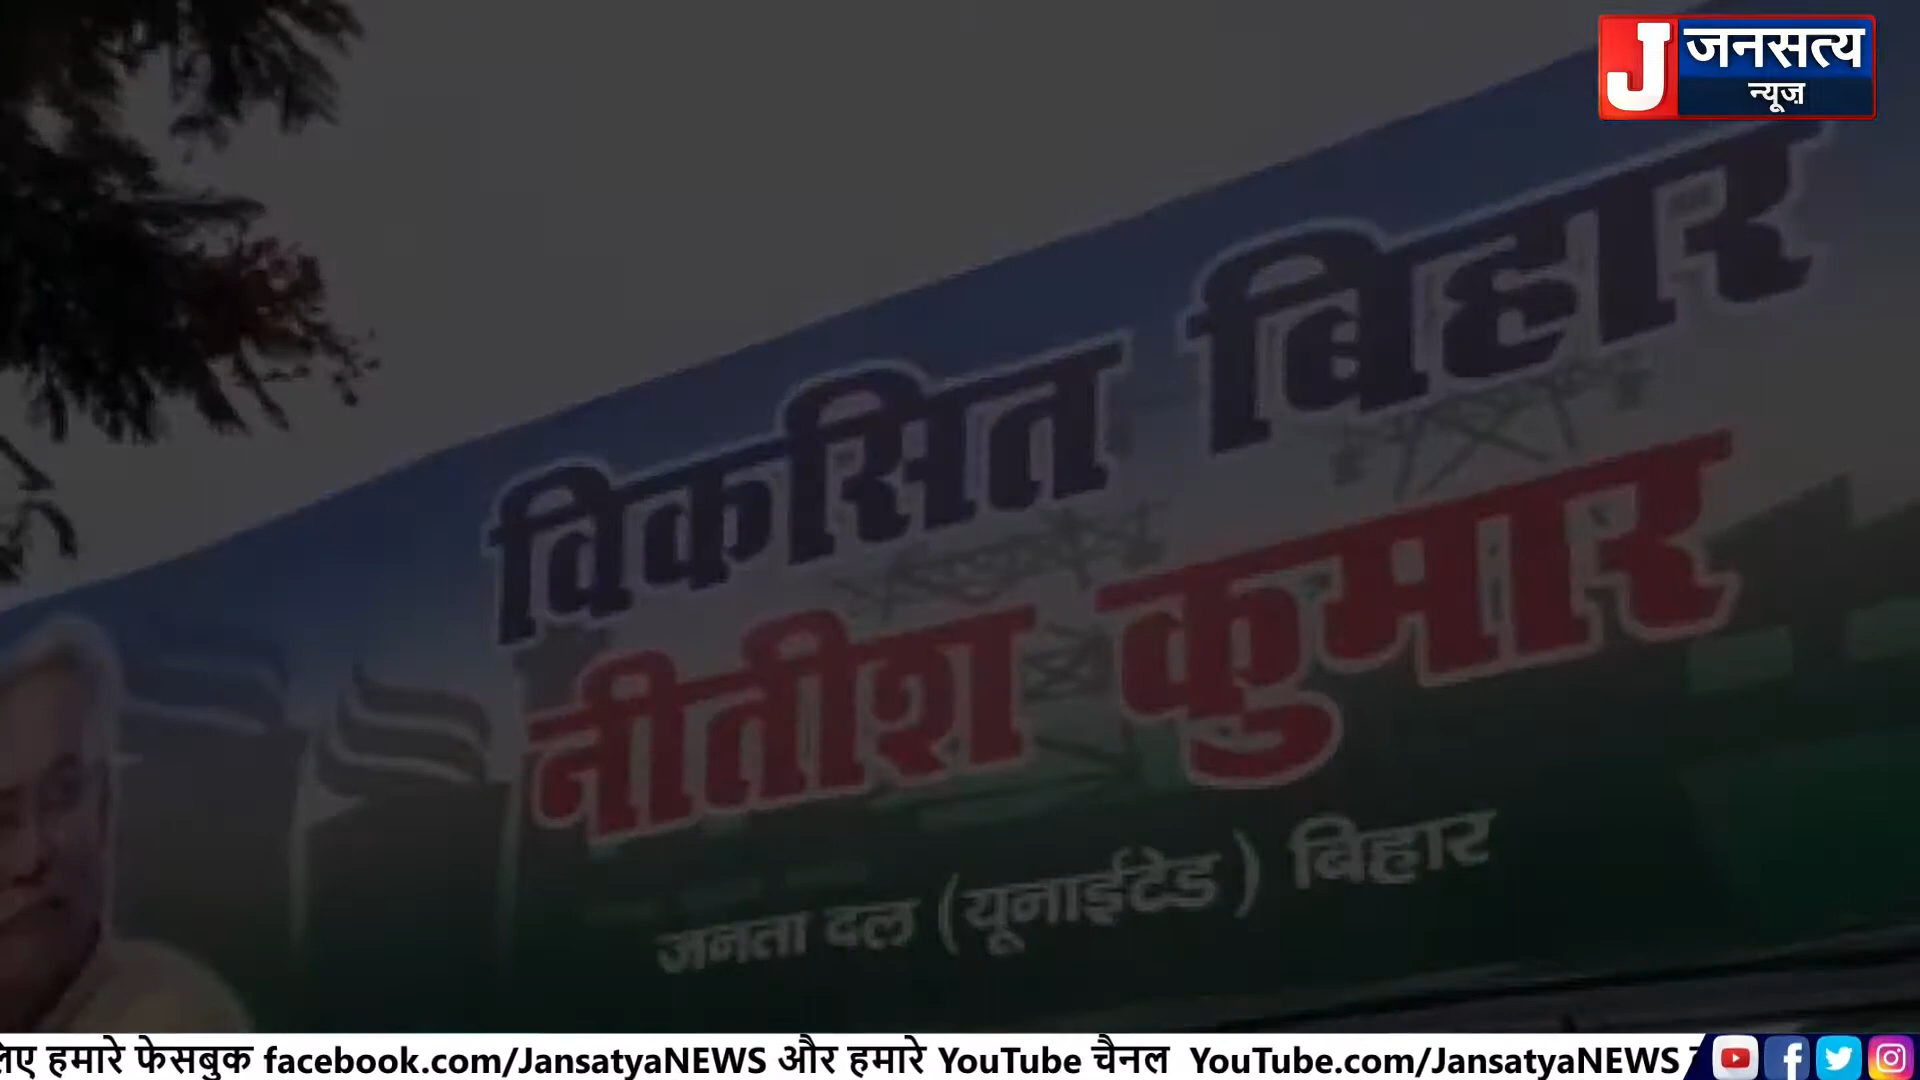 J जनसत्य
न्यूज़
विकसित बिहार
नीतीश कुमार
जनता दल (यूनाईटेड) बिहार
लिए हमारे फेसबुक facebook.com/JansatyaNEWS और हमारे YouTube चैनल YouTube.com/JansatyaNEWS